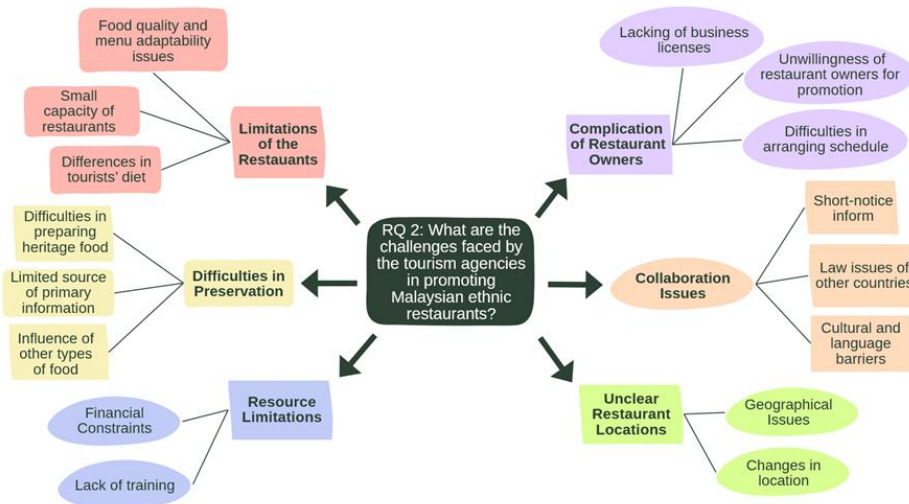 Food quality and
menu adaptability
issues
Small
capacity of
restaurants
Differences in
tourists' diet
Limitations
of the
Restauants
Lacking of business
licenses
Unwillingness of
restaurant owners for
promotion
Difficulties in
arranging schedule
Complication
of Restaurant
Owners
Difficulties in
preparing
heritage food
Limited source
of primary
information
Influence of
other types
of food
Difficulties in
Preservation
RQ 2: What are the
challenges faced by
the tourism agencies
in promoting
Malaysian ethnic
restaurants?
Collaboration
Issues
Short-notice
inform
Law issues of
other countries
Cultural and
language
barriers
Financial
Constraints
Lack of training
Resource
Limitations
Unclear
Restaurant
Locations
Geographical
Issues
Changes in
location